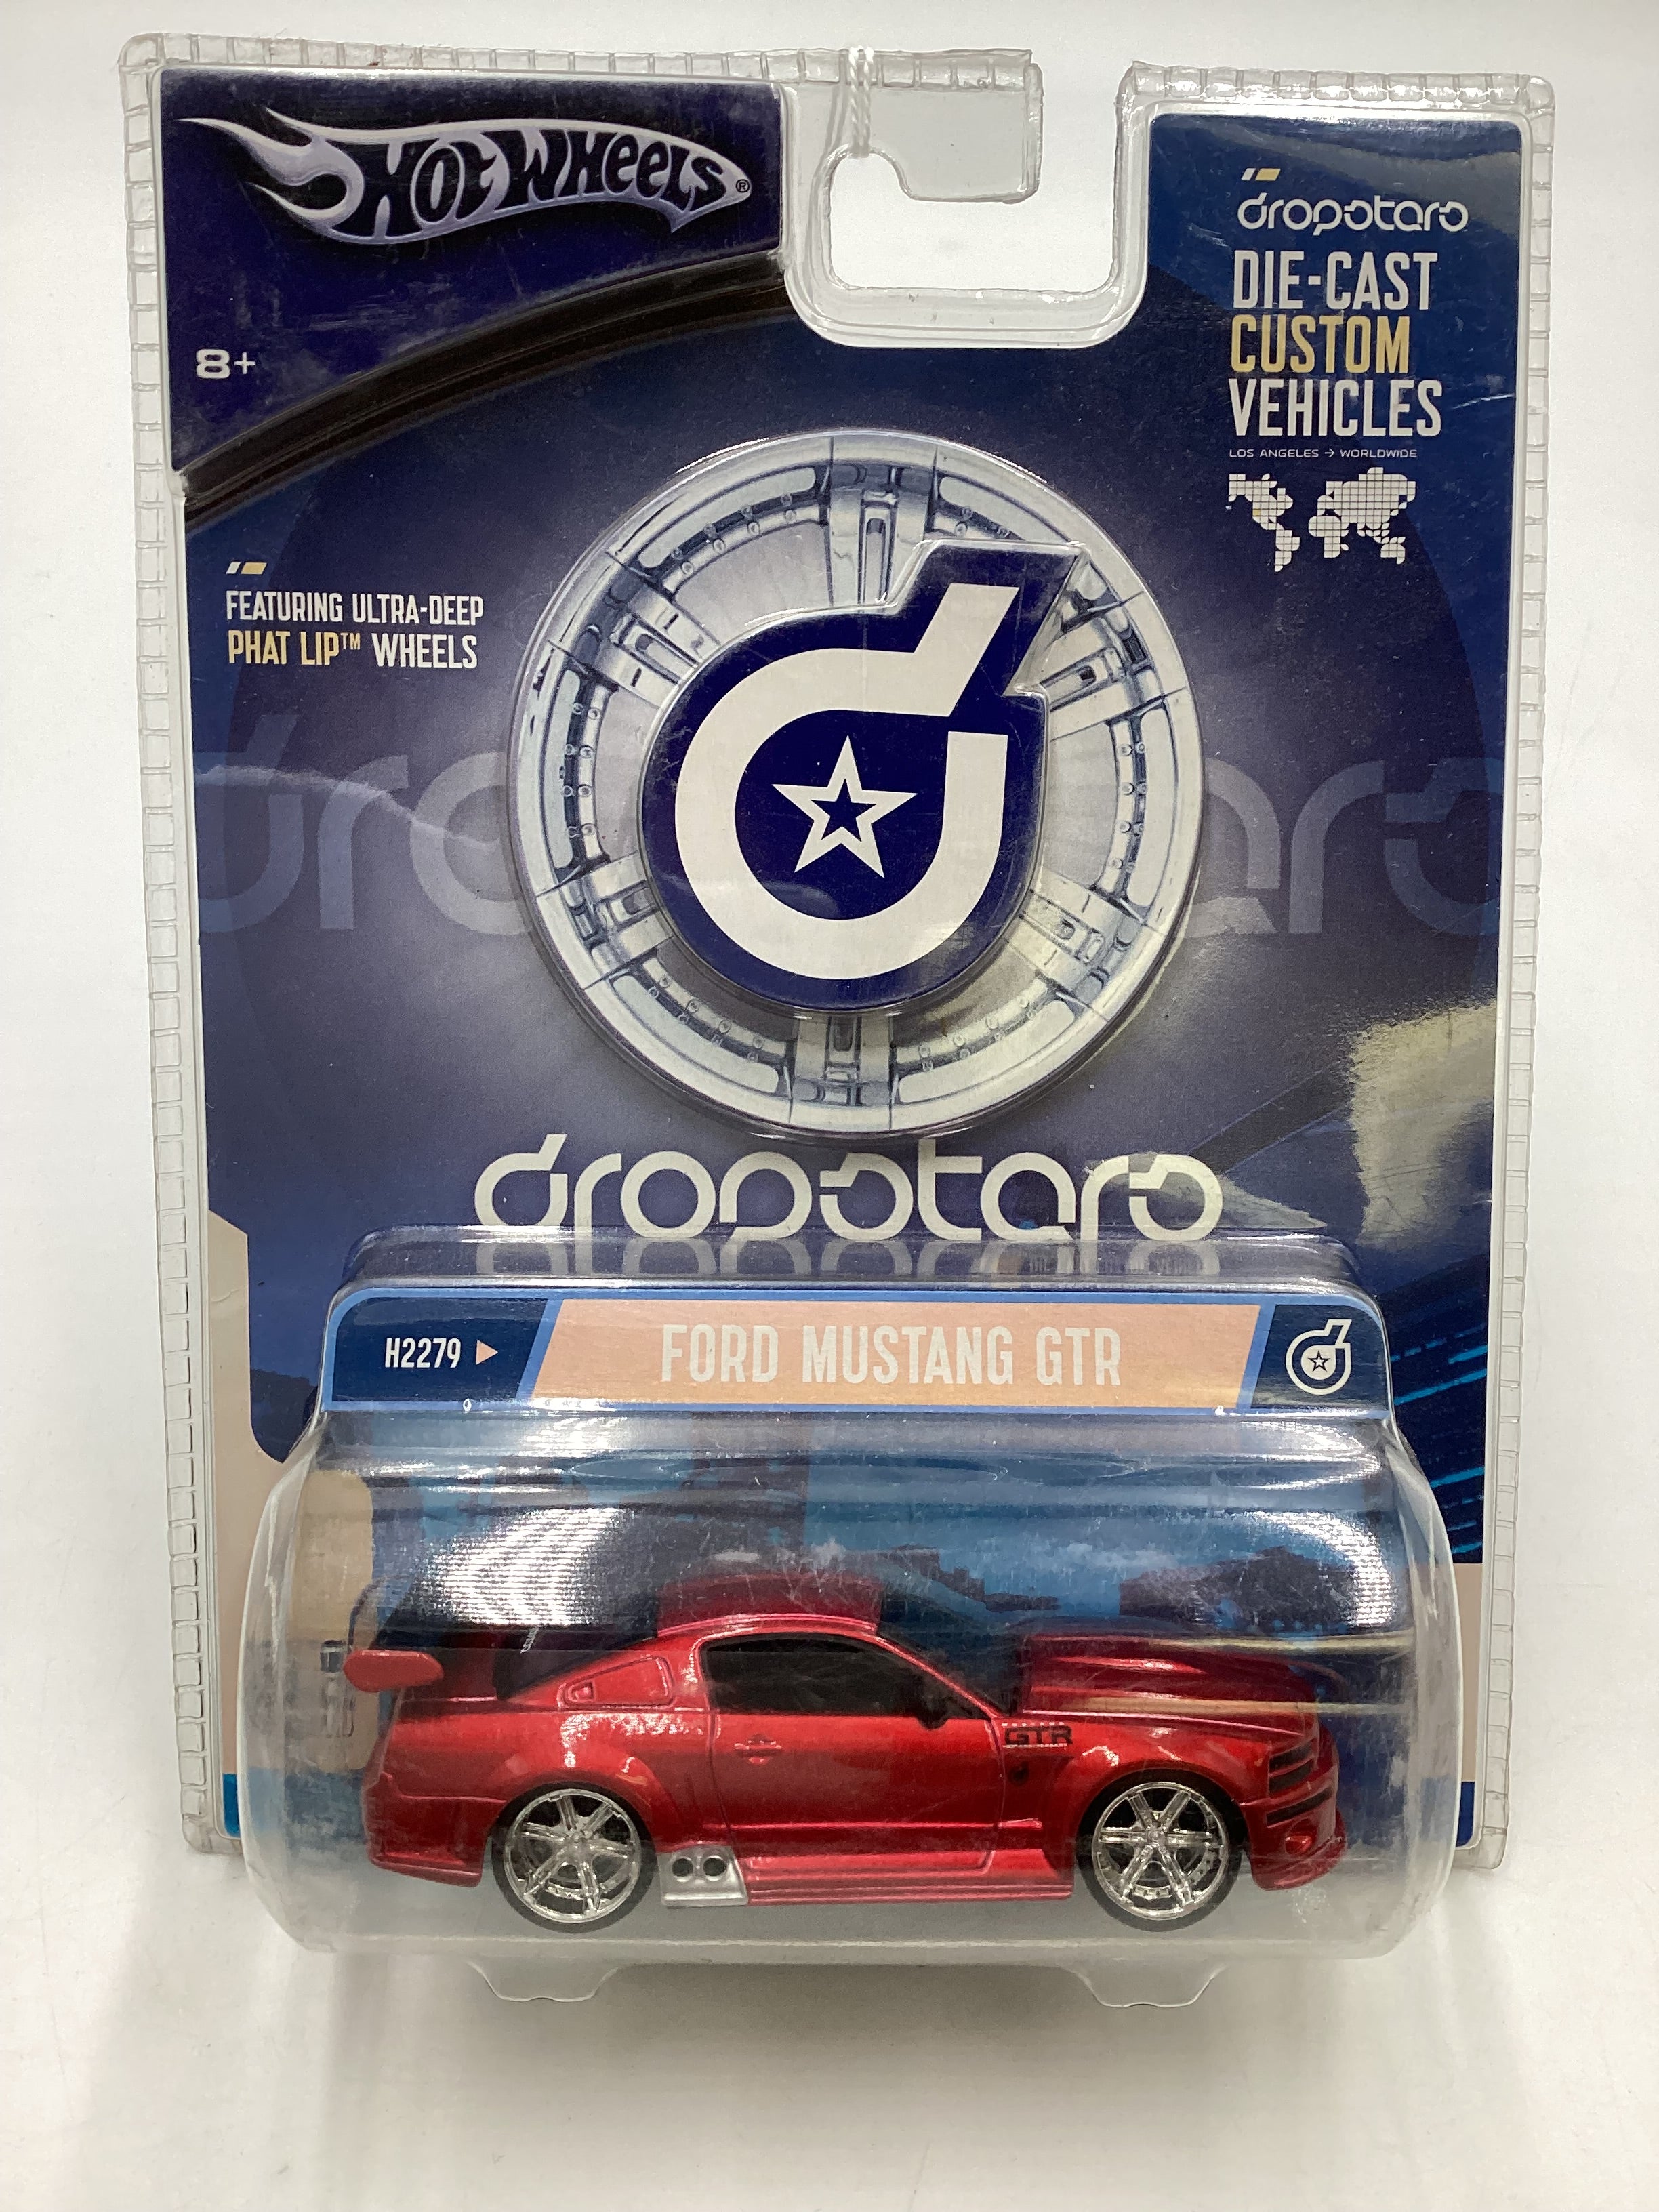 HOT WHEELS®
8+
dropstars
DIE-CAST
CUSTOM
VEHICLES
LOS ANGELES → WORLDWIDE
FEATURING ULTRA-DEEP
PHAT LIP™ WHEELS
dropstars
H2279
FORD MUSTANG GTR
GTR